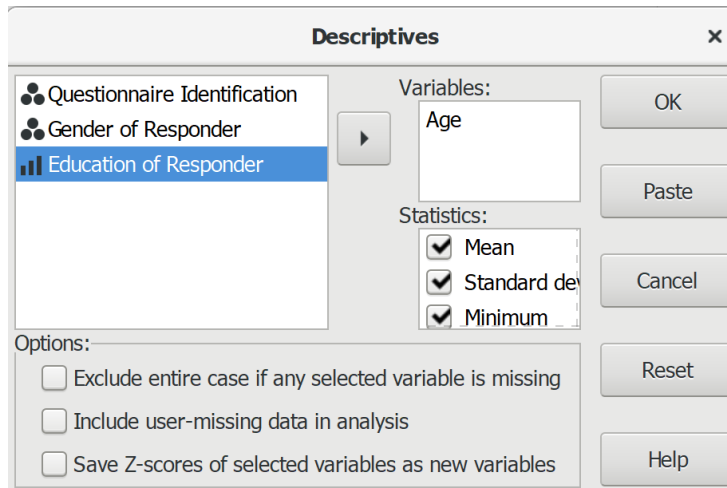 Descriptives
Questionnaire Identification
Gender of Responder
Education of Responder
Variables:
Age
Statistics:
Mean
Standard de
Minimum
OK
Paste
Cancel
Reset
Help
Options:
Exclude entire case if any selected variable is missing
Include user-missing data in analysis
Save Z-scores of selected variables as new variables